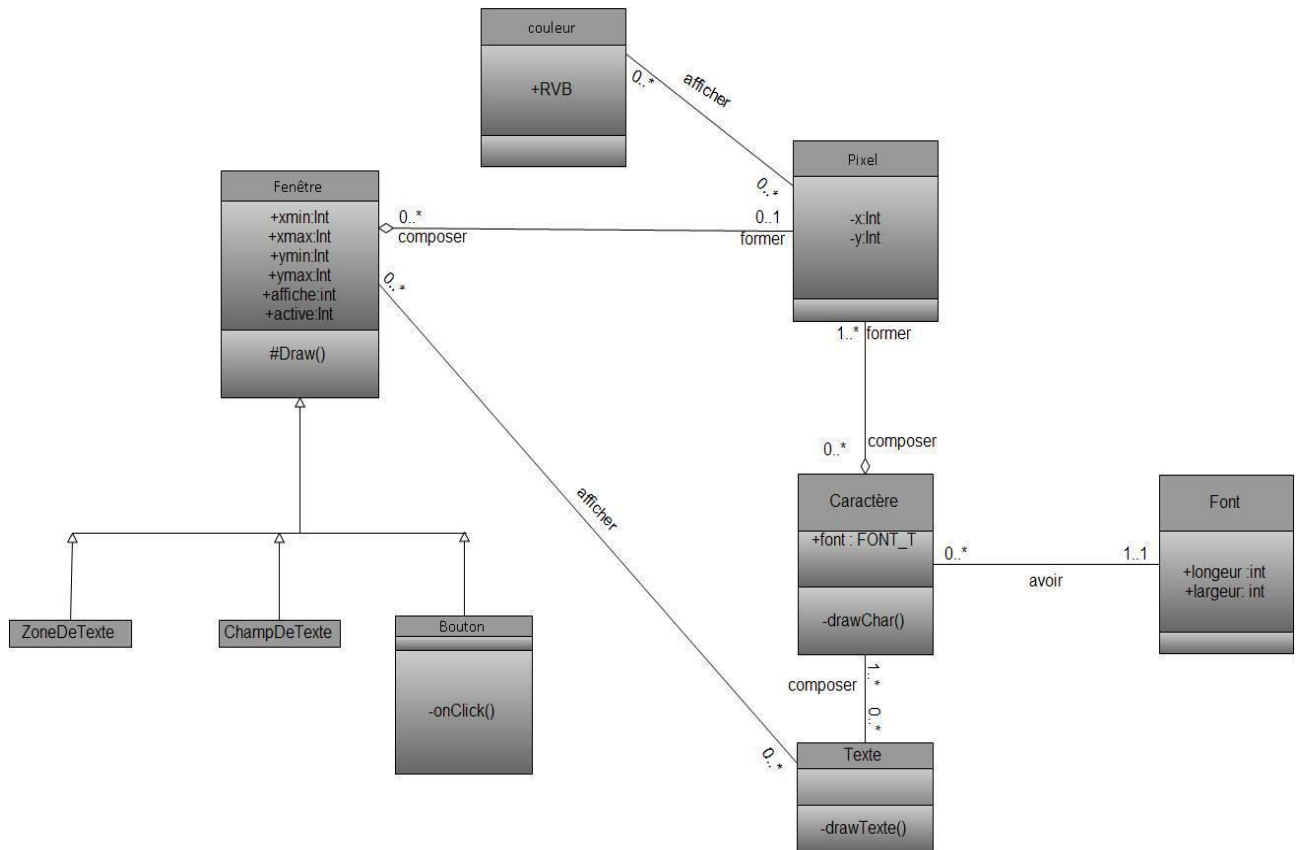 couleur
+RVB
0..*
afficher
0..*
Pixel
-x:Int
-y:Int
Fenêtre
+xmin:Int
+xmax:Int
+ymin:Int
+ymax:Int
+affiche:int
+active:Int
#Draw()
0..*
composer
0..1
former
0..*
afficher
0..*
1..* former
0..*
composer
Caractère
+font : FONT_T
-drawChar()
0..*
avoir
1..1
Font
+longeur :int
+largeur: int
ZoneDeTexte
ChampDeTexte
Bouton
-onClick()
composer
1..*
0..*
Texte
-drawTexte()